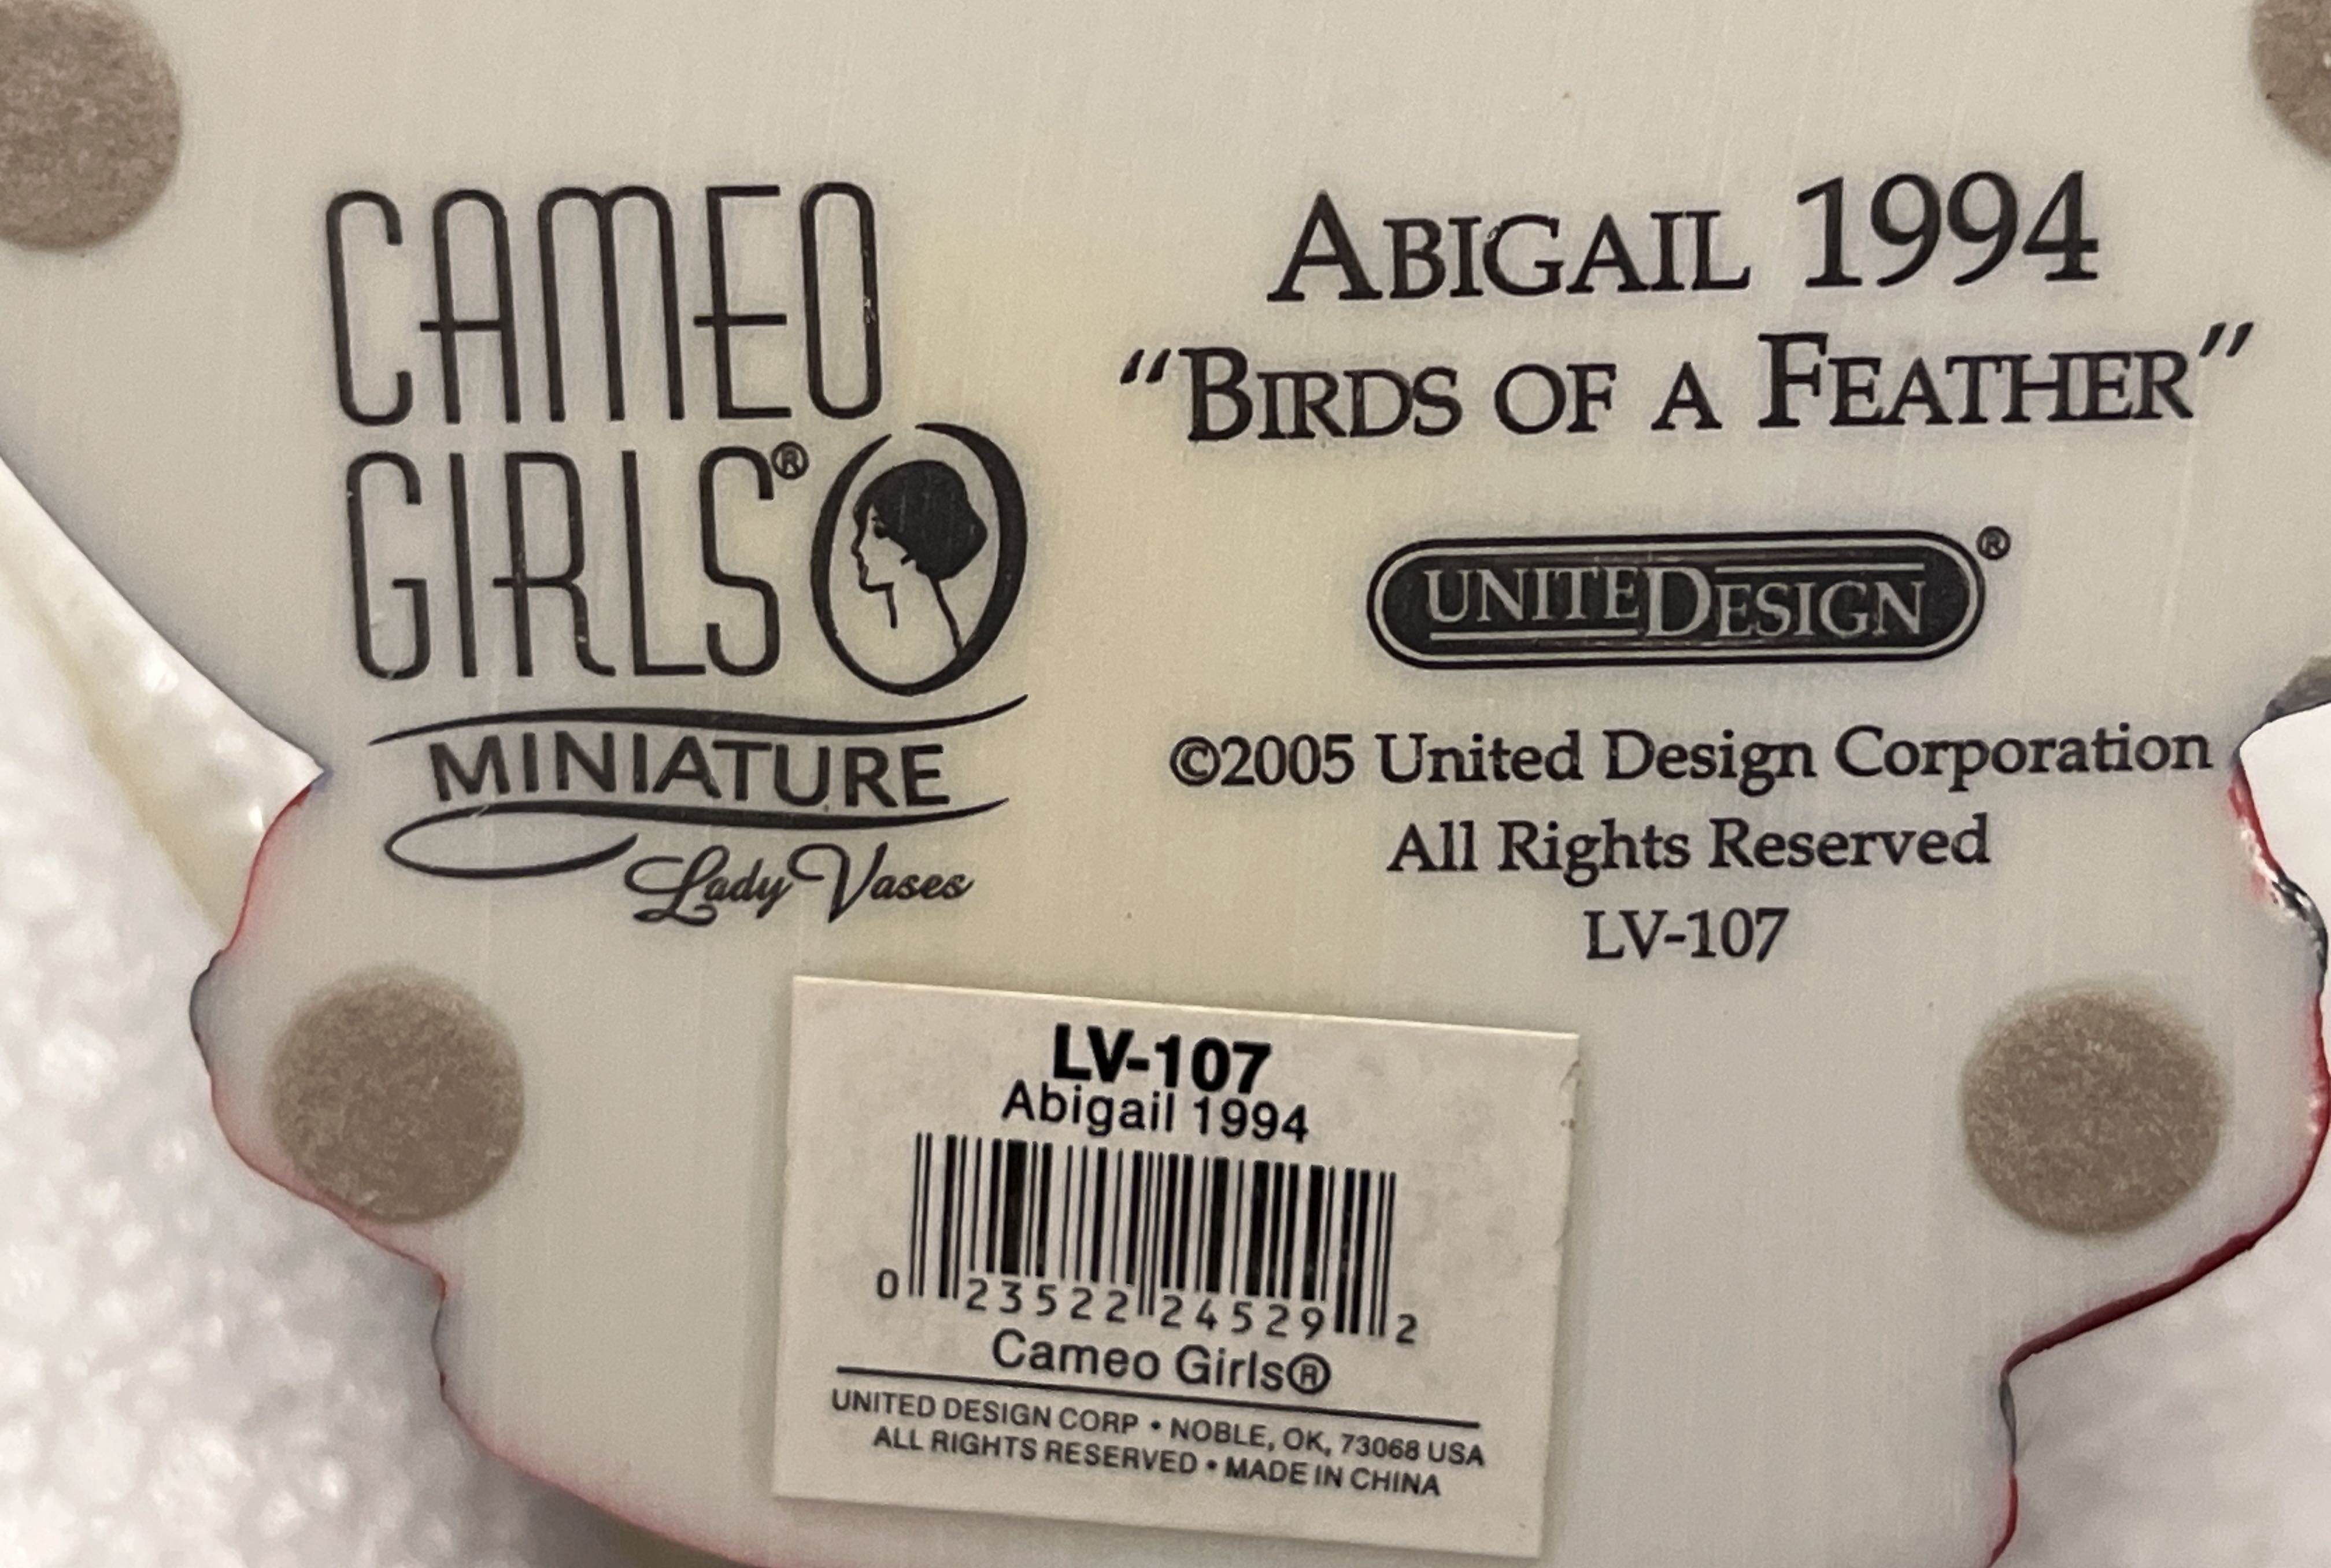 CAMEO
GIRLS®
MINIATURE
Lady Vases
ABIGAIL 1994
“BIRDS OF A FEATHER”
UNITEDDESIGN®
©2005 United Design Corporation
All Rights Reserved
LV-107
LV-107
Abigail 1994
0 23522 24529 2
Cameo Girls®
UNITED DESIGN CORP • NOBLE, OK, 73068 USA
ALL RIGHTS RESERVED • MADE IN CHINA